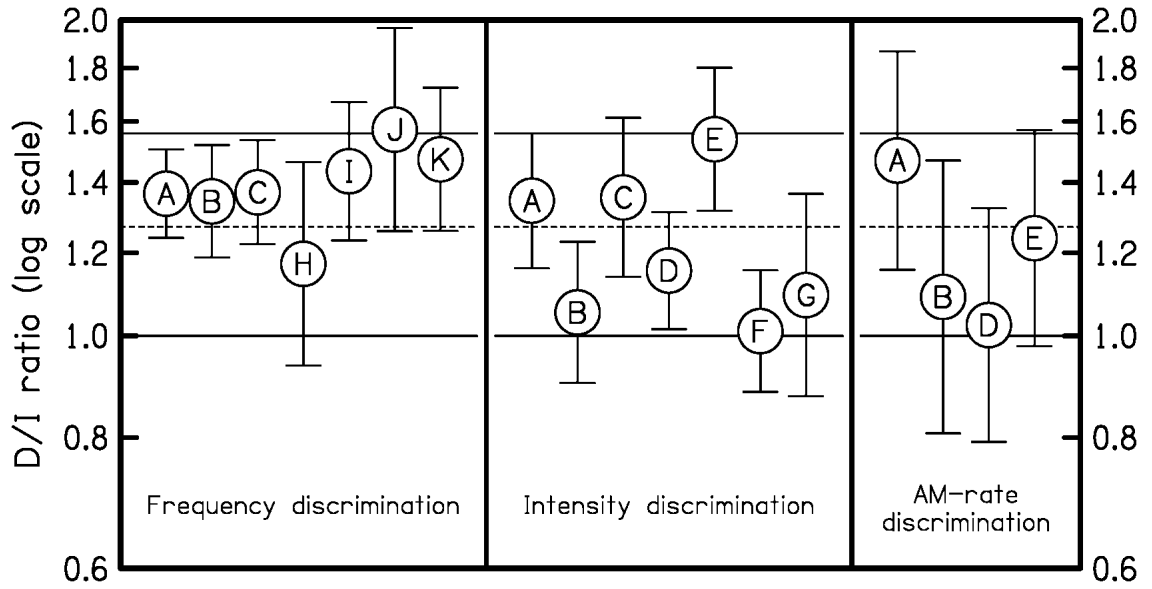 D/I ratio (log scale)
2.0
1.8
1.6
1.4
1.2
1.0
0.8
0.6
A
B
C
H
I
J
K
Frequency discrimination
A
B
C
D
E
F
G
Intensity discrimination
A
B
D
E
AM-rate
discrimination
2.0
1.8
1.6
1.4
1.2
1.0
0.8
0.6